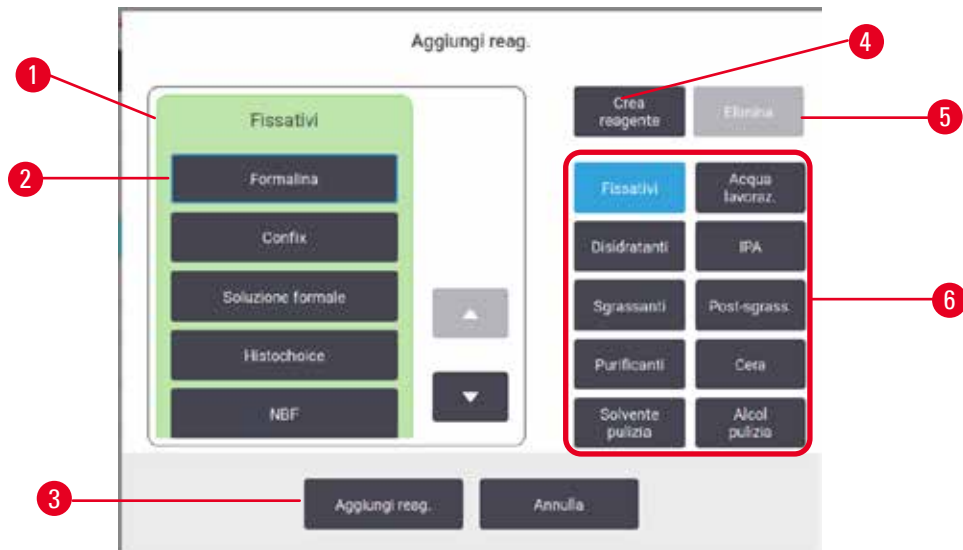 Aggiungi reag.
4
1
Crea
reagente
Elimina
5
Fissativi
2
Formalina
Fissativi
Acqua
lavoraz.
Confix
Disidratanti
IPA
Soluzione formale
Sgrassanti
Post-sgrass
6
Histochoice
Purificanti
Cera
NBF
Solvente
pulizia
Alcol
pulizia
3
Aggiungi reag.
Annulla